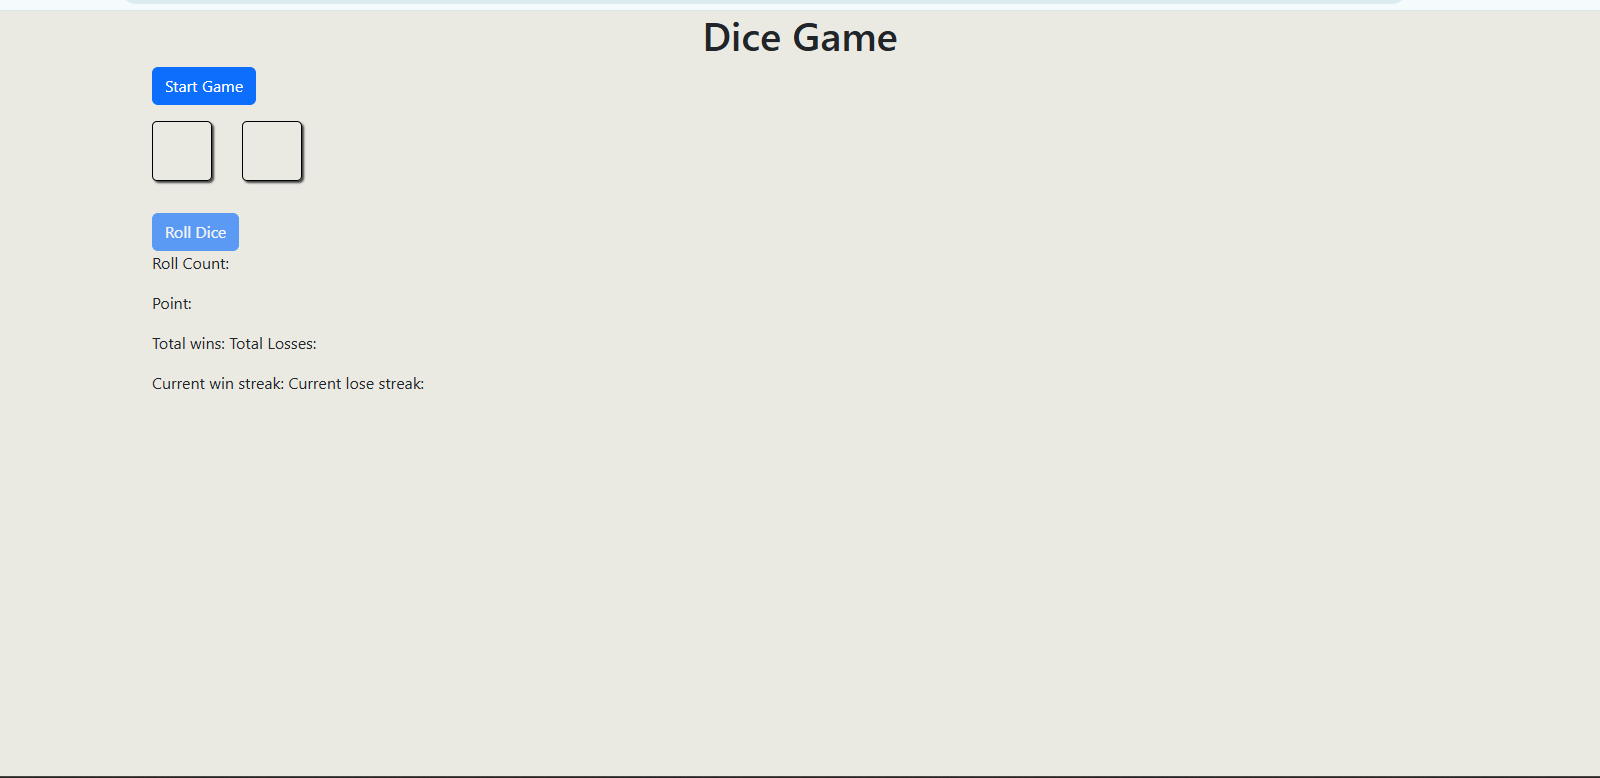 Dice Game
Start Game
Roll Dice
Roll Count:
Point:
Total wins: Total Losses:
Current win streak: Current lose streak: